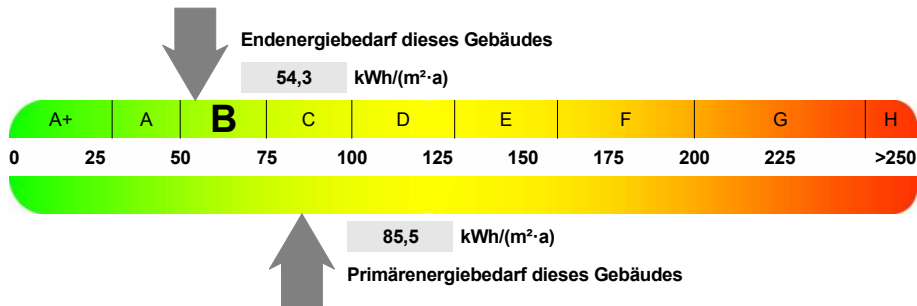 Endenergiebedarf dieses Gebäudes
54,3 kWh/(m²·a)
A+ A B C D E F G H
0 25 50 75 100 125 150 175 200 225 >250
85,5 kWh/(m²·a)
Primärenergiebedarf dieses Gebäudes